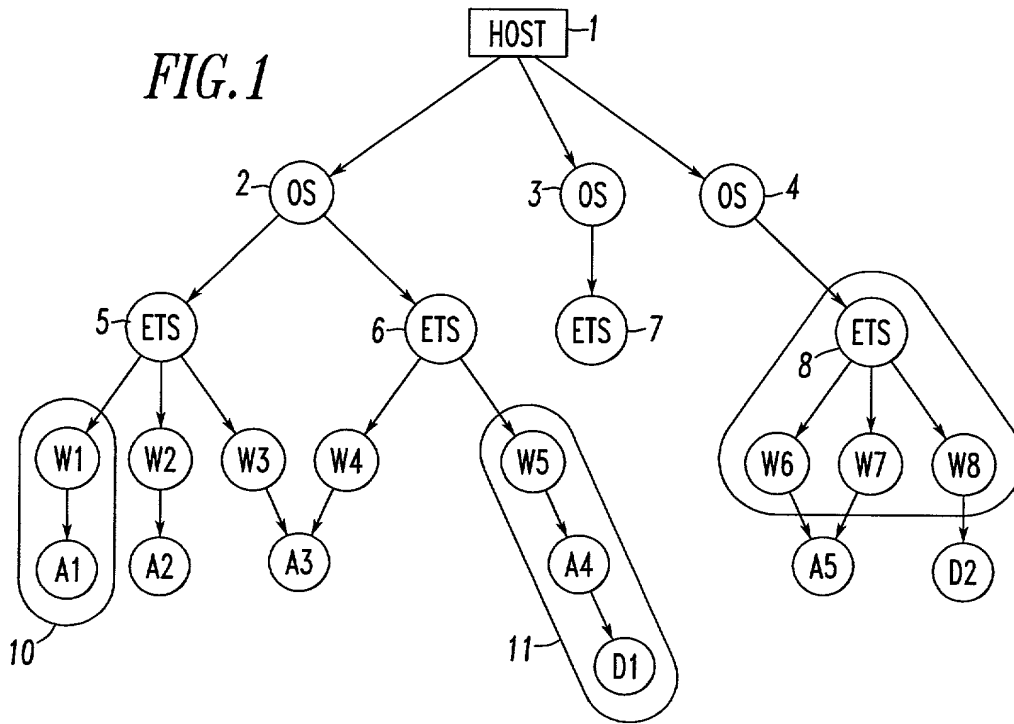 HOST 1
FIG. 1
2 OS
3 OS
OS 4
5 ETS
6 ETS
ETS 7
ETS
8
W1 W2 W3 W4 W5 W6 W7 W8
A1 A2 A3 A4 A5 D2
10
11
D1